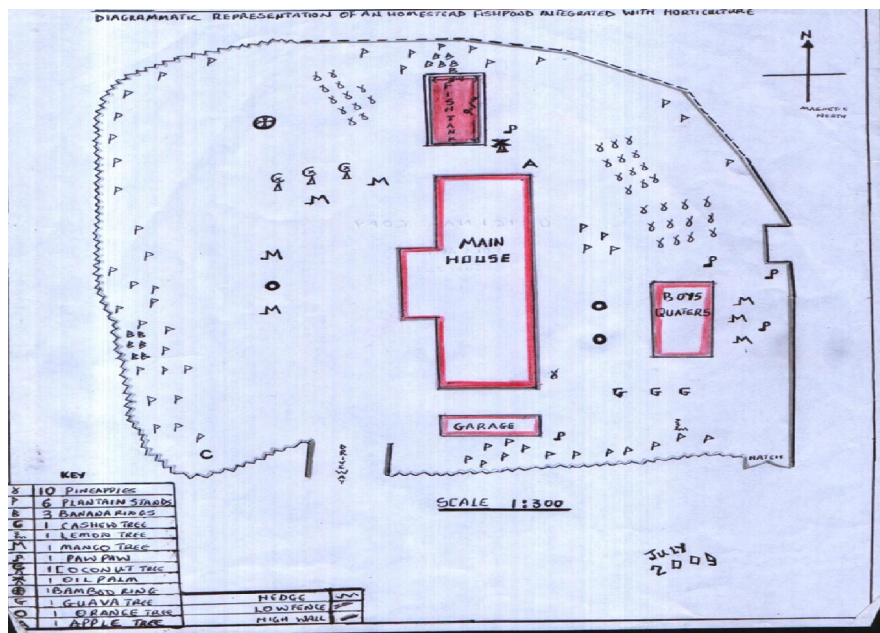 DIAGRAMMATIC REPRESENTATION OF AN HOMESTEAD FISHPOND INTEGRATED WITH HORTICULTURE
N
MAGNETIC
NORTH
FISH TANK
A
MAIN
HOUSE
BOYS
QUATERS
GARAGE
C
DRIVEWAY
HATCH
KEY
10 PINEAPPLES
6 PLANTAIN STANDS
3 BANANA RINGS
1 CASHEW TREE
1 LEMON TREE
1 MANGO TREE
1 PAWPAW
1 COCONUT TREE
1 OIL PALM
1 BAMBOO RING
1 GUAVA TREE
1 ORANGE TREE
1 APPLE TREE
HEDGE
LOW FENCE
HIGH WALL
SCALE 1:300
JULY
2009